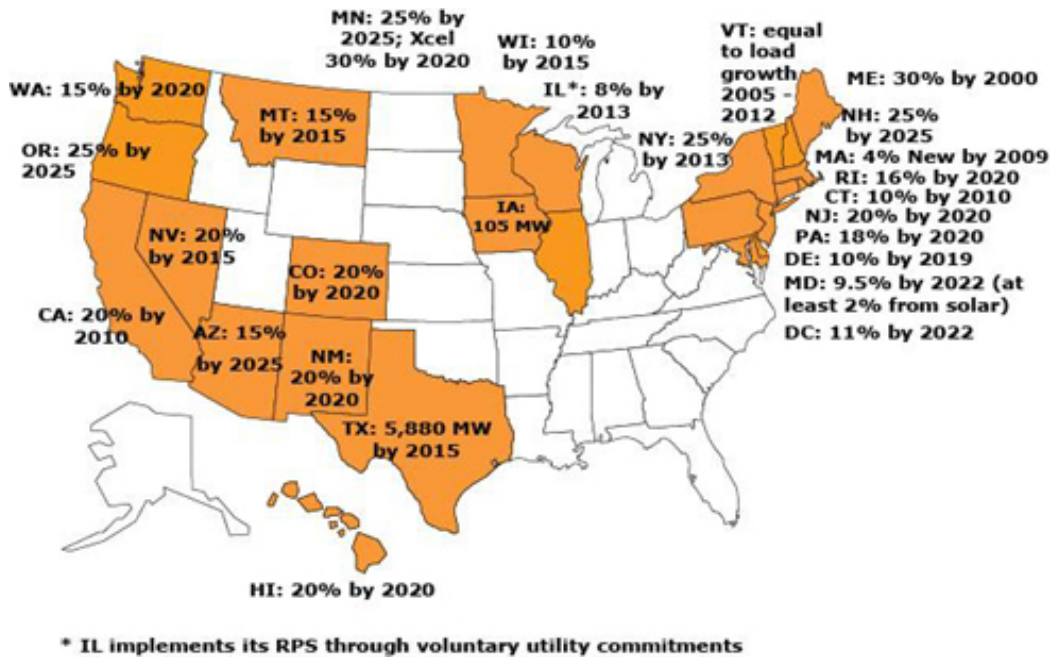 MN: 25% by
2025; Xcel
30% by 2020
WI: 10%
by 2015
IL*: 8% by
2013
VT: equal
to load
growth
2005 -
2012
ME: 30% by 2000
NH: 25%
by 2025
MA: 4% New by 2009
RI: 16% by 2020
CT: 10% by 2010
NJ: 20% by 2020
PA: 18% by 2020
DE: 10% by 2019
MD: 9.5% by 2022 (at
least 2% from solar)
DC: 11% by 2022
NY: 25%
by 2013
WA: 15% by 2020
MT: 15%
by 2015
OR: 25% by
2025
IA:
105 MW
NV: 20%
by 2015
CO: 20%
by 2020
CA: 20% by
2010
AZ: 15%
by 2025
NM:
20% by
2020
TX: 5,880 MW
by 2015
HI: 20% by 2020
* IL implements its RPS through voluntary utility commitments